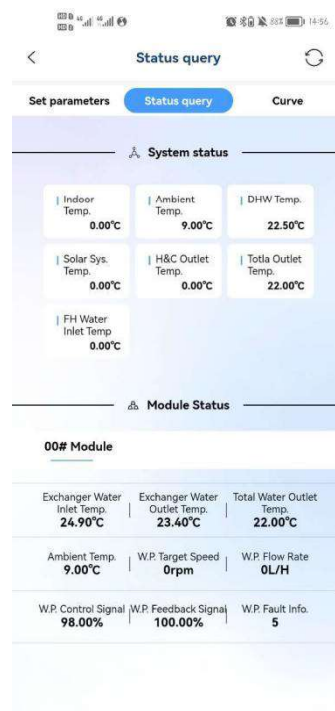 88% 14:56
Status query
Set parameters Status query Curve
System status
Indoor Ambient DHW Temp.
Temp. Temp.
0.00°C 9.00°C 22.50°C
Solar Sys. H&C Outlet Totla Outlet
Temp. Temp. Temp.
0.00°C 0.00°C 22.00°C
FH Water
Inlet Temp
0.00°C
Module Status
00# Module
Exchanger Water Exchanger Water Total Water Outlet
Inlet Temp. Outlet Temp. Temp.
24.90°C 23.40°C 22.00°C
Ambient Temp. W.P. Target Speed W.P. Flow Rate
9.00°C 0rpm 0L/H
W.P. Control Signal W.P. Feedback Signal W.P. Fault Info.
98.00% 100.00% 5